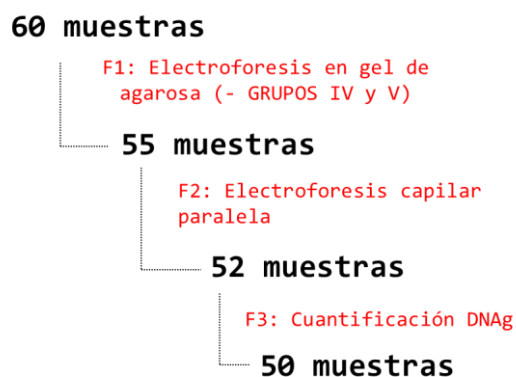 60 muestras
F1: Electroforesis en gel de
agarosa (- GRUPOS IV y V)
55 muestras
F2: Electroforesis capilar
paralela
52 muestras
F3: Cuantificación DNAg
50 muestras